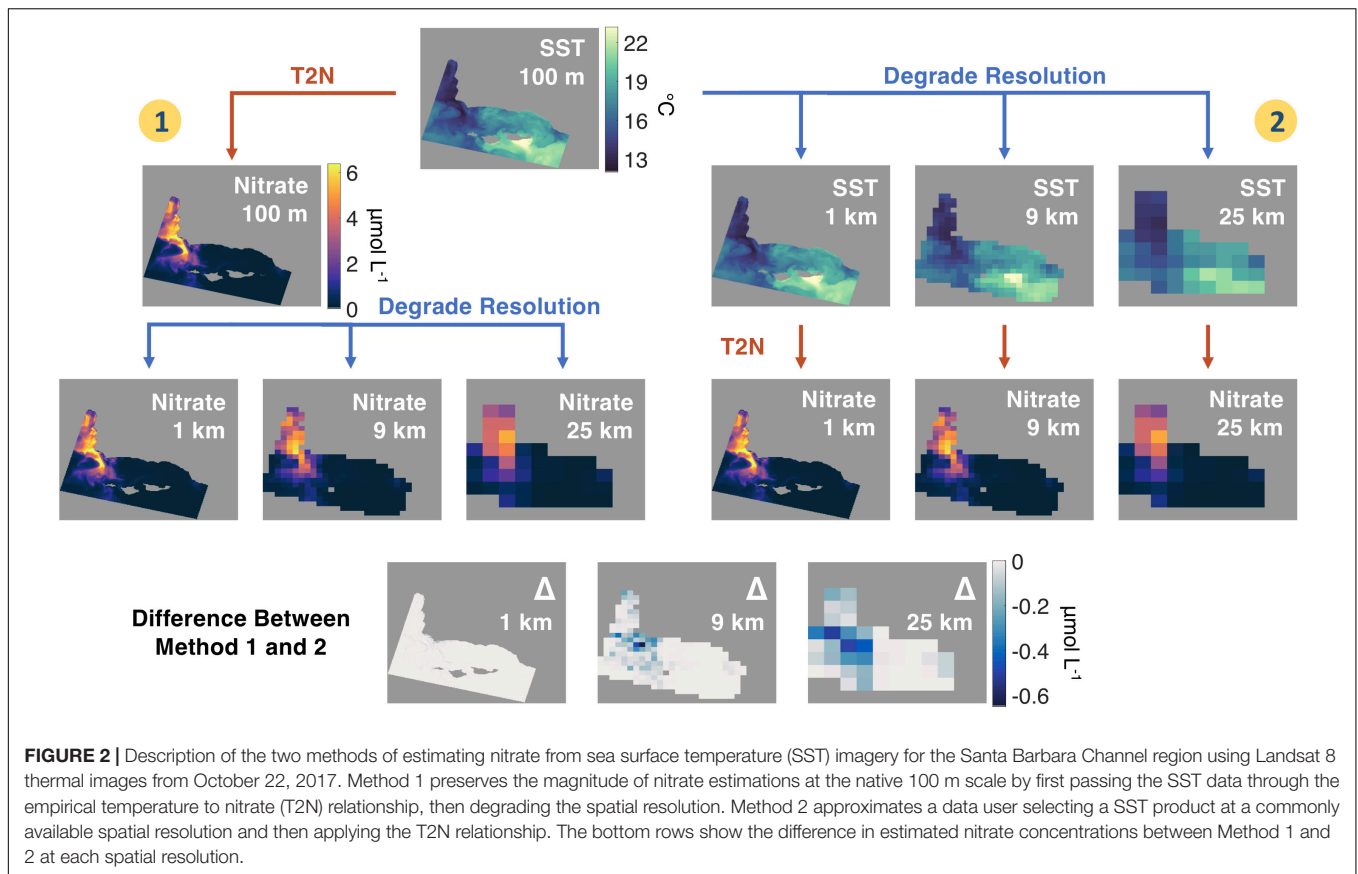 SST
100 m
22
19
16
13
°C
T2N
Degrade Resolution
1
2
Nitrate
100 m
6
4
2
0
µmol L-1
SST
1 km
SST
9 km
SST
25 km
Degrade Resolution
T2N
Nitrate
1 km
Nitrate
9 km
Nitrate
25 km
Nitrate
1 km
Nitrate
9 km
Nitrate
25 km
Difference Between
Method 1 and 2
Δ
1 km
Δ
9 km
Δ
25 km
0
-0.2
-0.4
-0.6
µmol L-1
FIGURE 2 | Description of the two methods of estimating nitrate from sea surface temperature (SST) imagery for the Santa Barbara Channel region using Landsat 8
thermal images from October 22, 2017. Method 1 preserves the magnitude of nitrate estimations at the native 100 m scale by first passing the SST data through the
empirical temperature to nitrate (T2N) relationship, then degrading the spatial resolution. Method 2 approximates a data user selecting a SST product at a commonly
available spatial resolution and then applying the T2N relationship. The bottom rows show the difference in estimated nitrate concentrations between Method 1 and
2 at each spatial resolution.